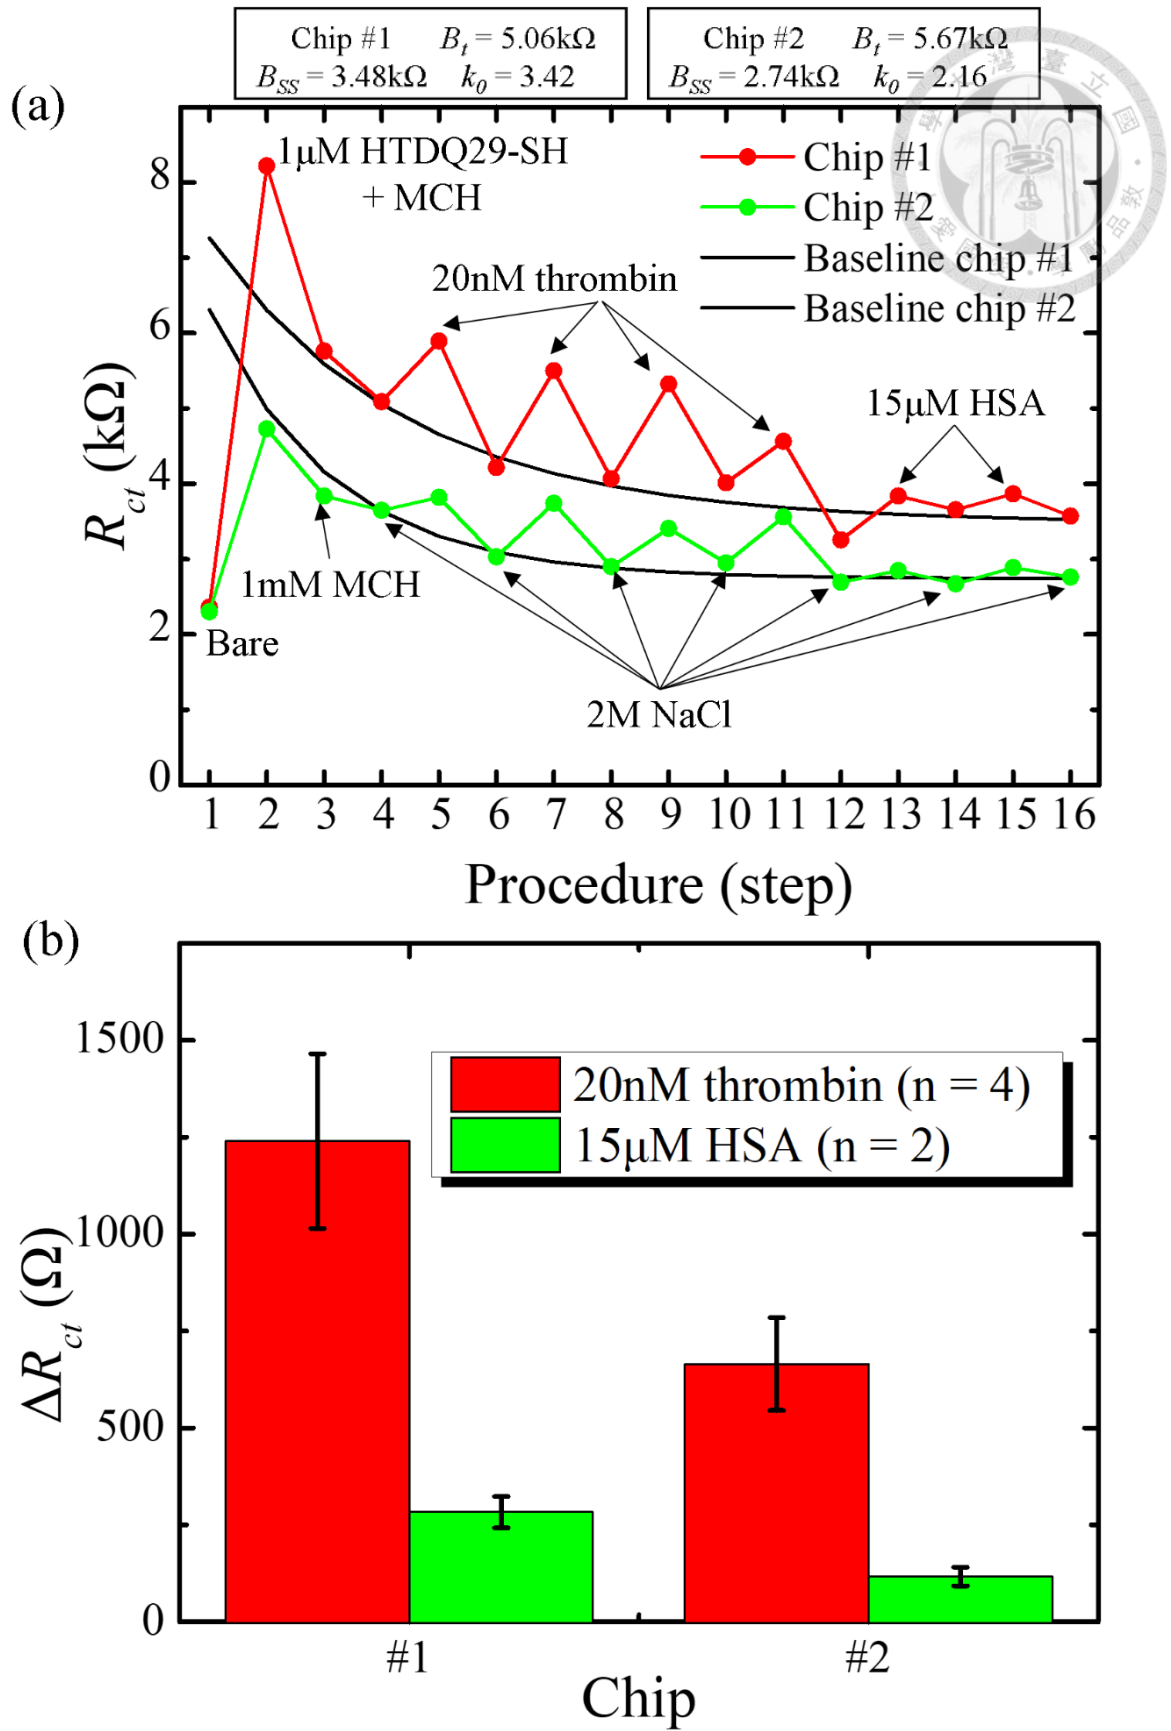 Chip #1 B_t = 5.06kΩ
B_SS = 3.48kΩ k_0 = 3.42
Chip #2 B_t = 5.67kΩ
B_SS = 2.74kΩ k_0 = 2.16
(a)
1μM HTDQ29-SH
+ MCH
Chip #1
Chip #2
Baseline chip #1
Baseline chip #2
20nM thrombin
15μM HSA
1mM MCH
Bare
2M NaCl
R_ct (kΩ)
8
6
4
2
0
1 2 3 4 5 6 7 8 9 10 11 12 13 14 15 16
Procedure (step)
(b)
20nM thrombin (n = 4)
15μM HSA (n = 2)
ΔR_ct (Ω)
1500
1000
500
0
#1 #2
Chip
臺灣
立國